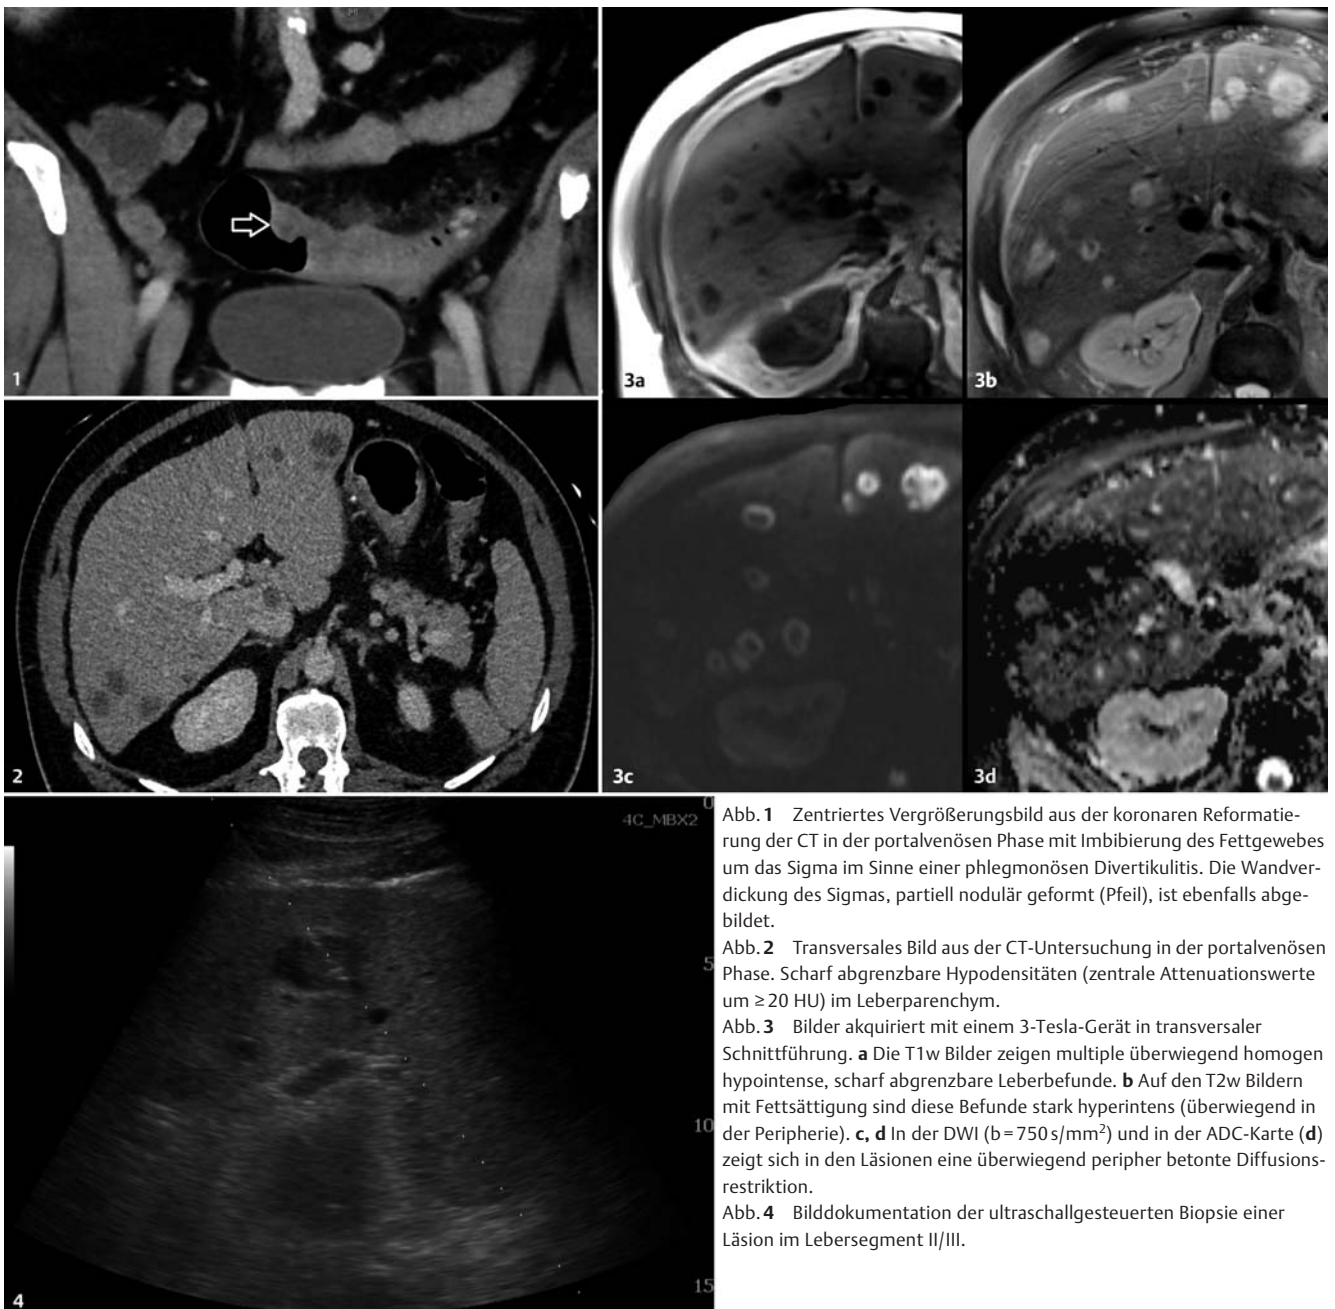 1
2
3a
3b
3c
3d
4C_MBX2
0
5
10
15
4
Abb. 1 Zentriertes Vergrößerungsbild aus der koronaren Reformatie-
rung der CT in der portalvenösen Phase mit Imbibierung des Fettgewebes
um das Sigma im Sinne einer phlegmonösen Divertikulitis. Die Wandver-
dickung des Sigmas, partiell nodulär geformt (Pfeil), ist ebenfalls abge-
bildet.
Abb. 2 Transversales Bild aus der CT-Untersuchung in der portalvenösen
Phase. Scharf abgrenzbare Hypodensitäten (zentrale Attenuationswerte
um ≥ 20 HU) im Leberparenchym.
Abb. 3 Bilder akquiriert mit einem 3-Tesla-Gerät in transversaler
Schnittführung. a Die T1w Bilder zeigen multiple überwiegend homogen
hypointense, scharf abgrenzbare Leberbefunde. b Auf den T2w Bildern
mit Fettsättigung sind diese Befunde stark hyperintens (überwiegend in
der Peripherie). c, d In der DWI (b = 750 s/mm²) und in der ADC-Karte (d)
zeigt sich in den Läsionen eine überwiegend peripher betonte Diffusions-
restriktion.
Abb. 4 Bilddokumentation der ultraschallgesteuerten Biopsie einer
Läsion im Lebersegment II/III.